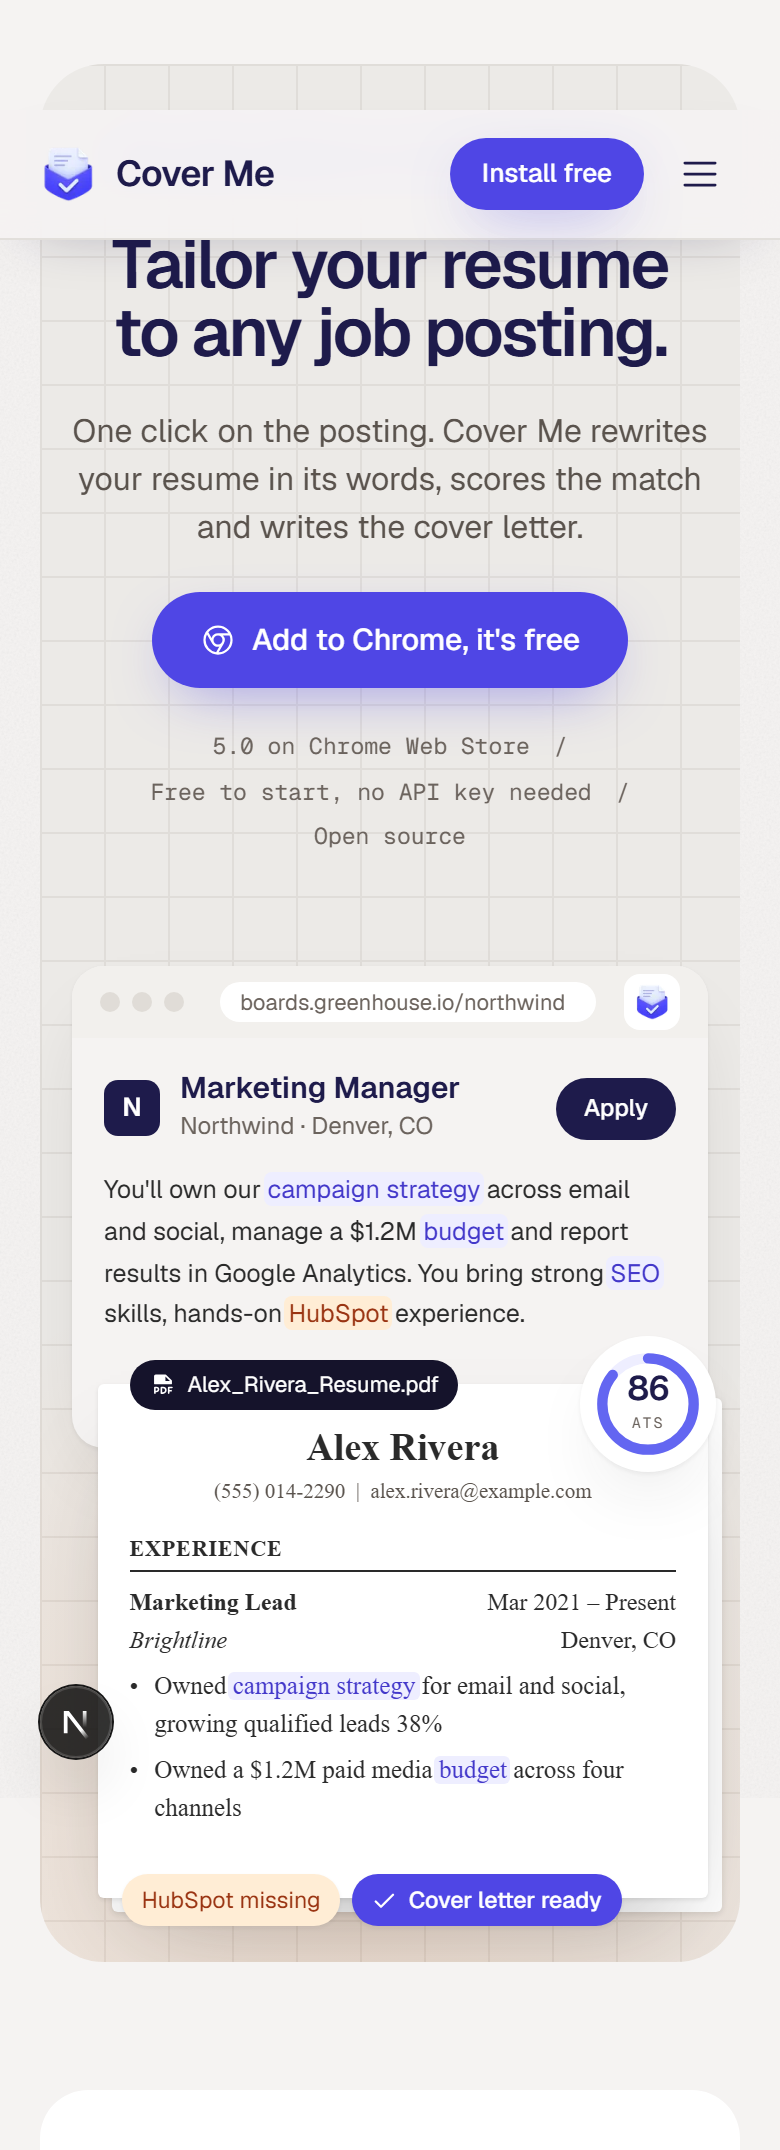 Cover Me
Install free
Tailor your resume
to any job posting.
One click on the posting. Cover Me rewrites
your resume in its words, scores the match
and writes the cover letter.
Add to Chrome, it's free
5.0 on Chrome Web Store /
Free to start, no API key needed /
Open source
boards.greenhouse.io/northwind
N
Marketing Manager
Northwind · Denver, CO
Apply
You'll own our campaign strategy across email
and social, manage a $1.2M budget and report
results in Google Analytics. You bring strong SEO
skills, hands-on HubSpot experience.
PDF
Alex_Rivera_Resume.pdf
86
ATS
Alex Rivera
(555) 014-2290 | alex.rivera@example.com
EXPERIENCE
Marketing Lead
Mar 2021 – Present
Brightline
Denver, CO
• Owned campaign strategy for email and social,
growing qualified leads 38%
• Owned a $1.2M paid media budget across four
channels
N
HubSpot missing
Cover letter ready